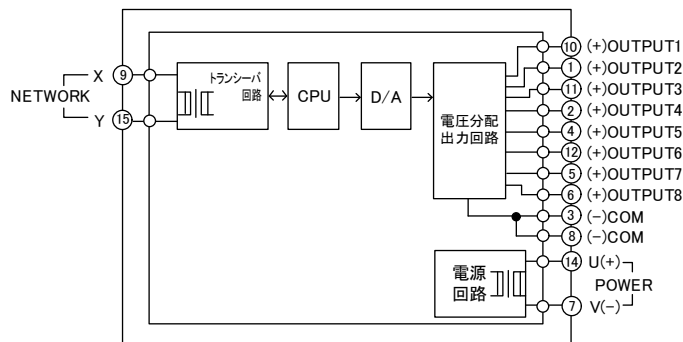 NETWORK
X 9
Y 15
トランシーバ
回路
CPU
D/A
電圧分配
出力回路
10 (+)OUTPUT1
1 (+)OUTPUT2
11 (+)OUTPUT3
2 (+)OUTPUT4
4 (+)OUTPUT5
12 (+)OUTPUT6
5 (+)OUTPUT7
6 (+)OUTPUT8
3 (-)COM
8 (-)COM
電源
回路
14 U(+)
POWER
7 V(-)